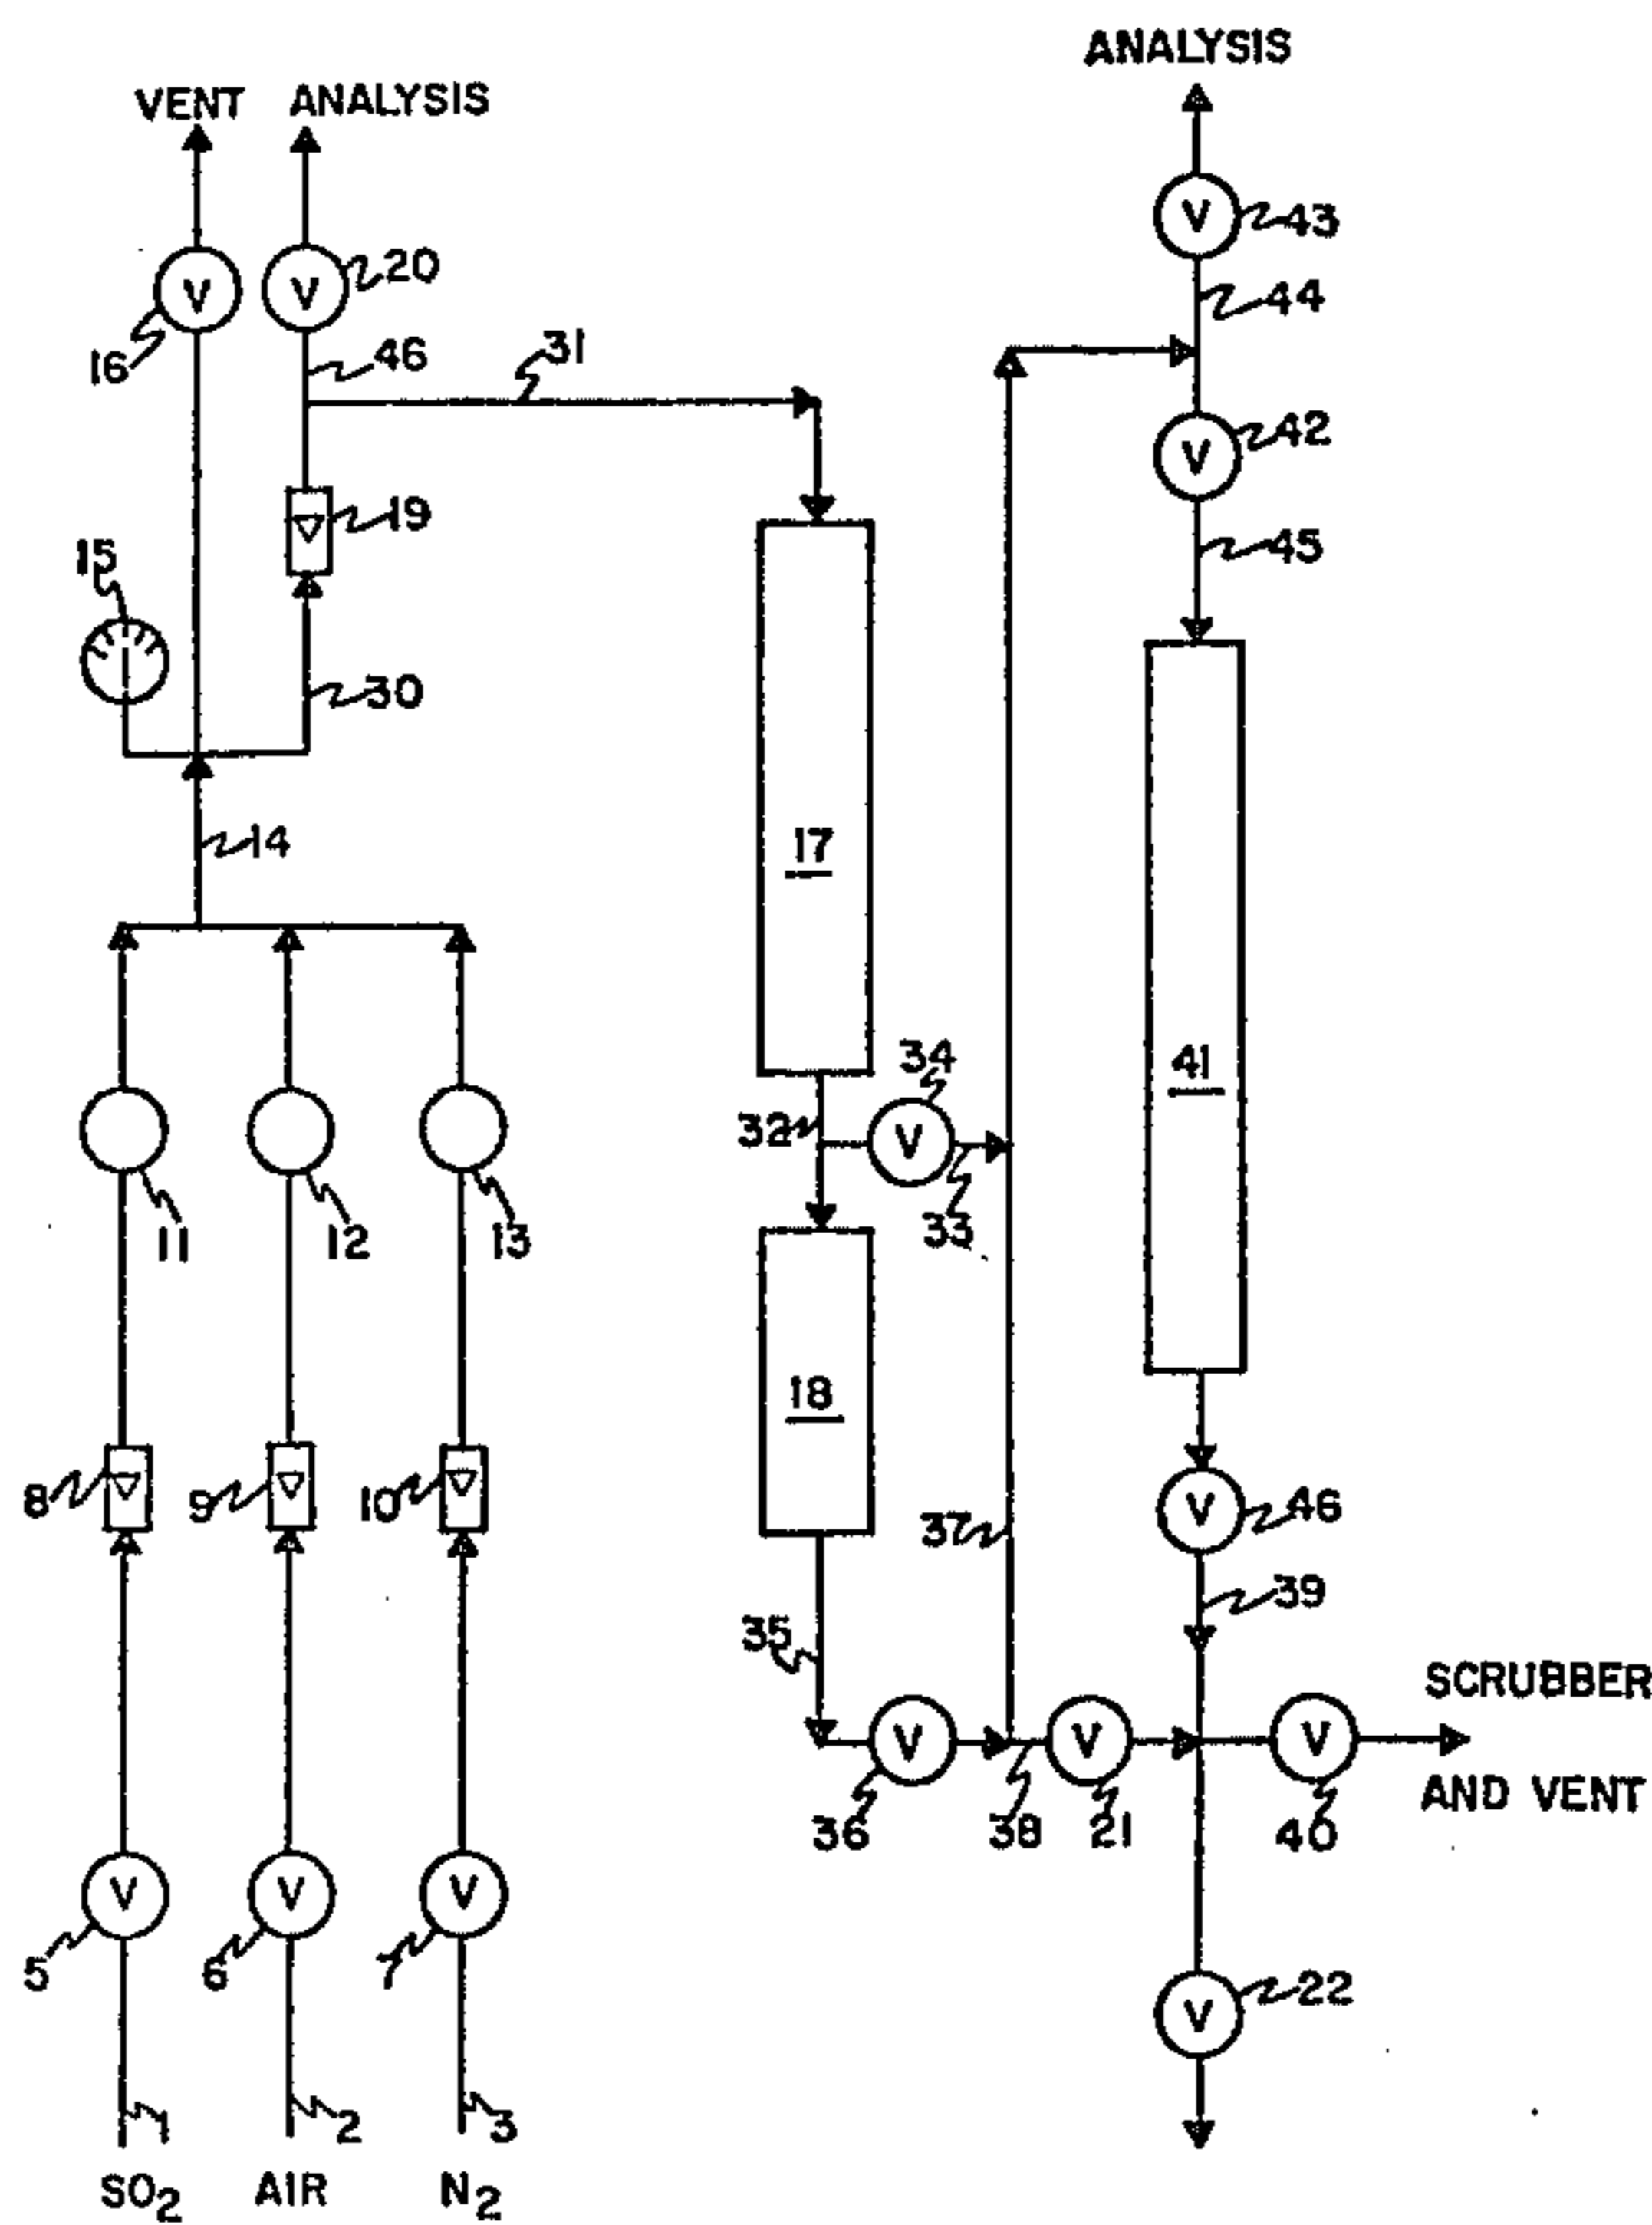 ANALYSIS
VENT ANALYSIS
V 43
V V 20
44
16 46 31
V 42
19
15 45
30
14
17
34
41
32 V
33
11 12 13
18
8 9 10 V 46
37
39
35
SCRUBBER
V V V
AND VENT
36 38 21 40
V V V
5 6 7
V 22
1 2 3
SO2 AIR N2